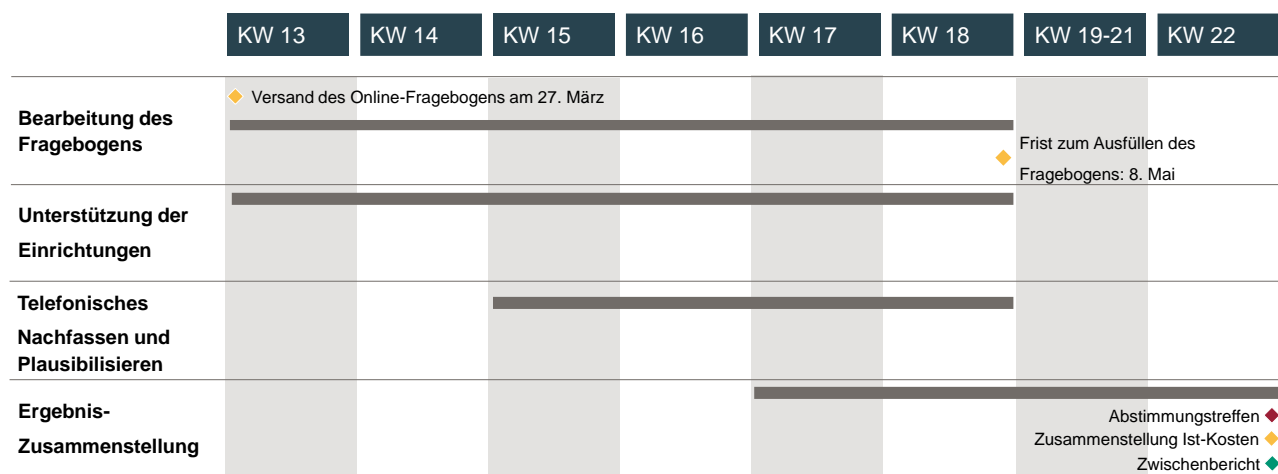 KW 13 KW 14 KW 15 KW 16 KW 17 KW 18 KW 19-21 KW 22
Bearbeitung des
Fragebogens
Versand des Online-Fragebogens am 27. März
Frist zum Ausfüllen des
Fragebogens: 8. Mai
Unterstützung der
Einrichtungen
Telefonisches
Nachfassen und
Plausibilisieren
Ergebnis-
Zusammenstellung
Abstimmungstreffen
Zusammenstellung Ist-Kosten
Zwischenbericht